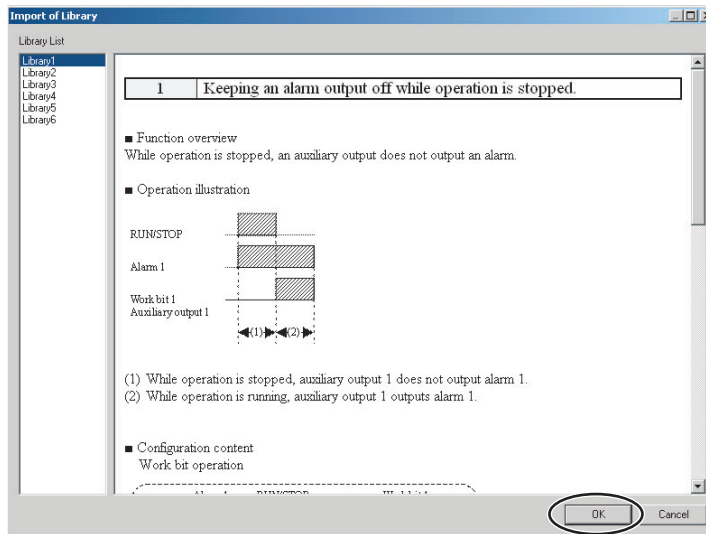 Import of Library
Library List
Library1
Library2
Library3
Library4
Library5
Library6
1 Keeping an alarm output off while operation is stopped.
■ Function overview
While operation is stopped, an auxiliary output does not output an alarm.
■ Operation illustration
RUN/STOP
Alarm 1
Work bit 1
Auxiliary output 1
(1) (2)
(1) While operation is stopped, auxiliary output 1 does not output alarm 1.
(2) While operation is running, auxiliary output 1 outputs alarm 1.
■ Configuration content
Work bit operation
OK Cancel